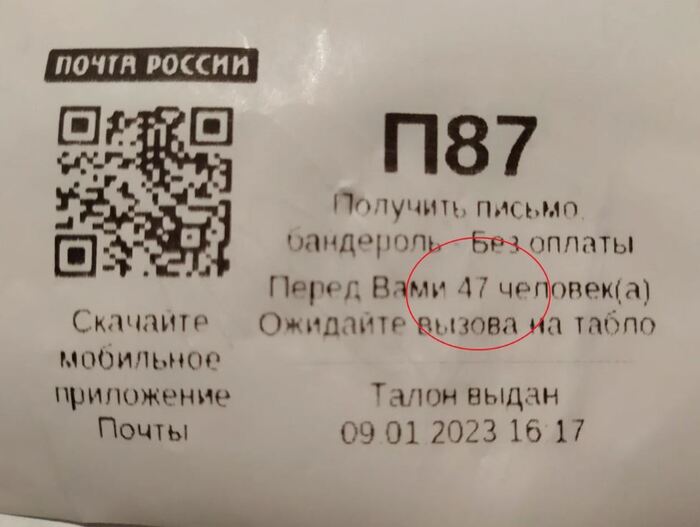 ПОЧТА РОССИИ
П87
Получить письмо,
бандероль - Без оплаты
Перед Вами 47 человек(а)
Ожидайте вызова на табло
Скачайте
мобильное
приложение
Почты
Талон выдан
09.01.2023 16:17